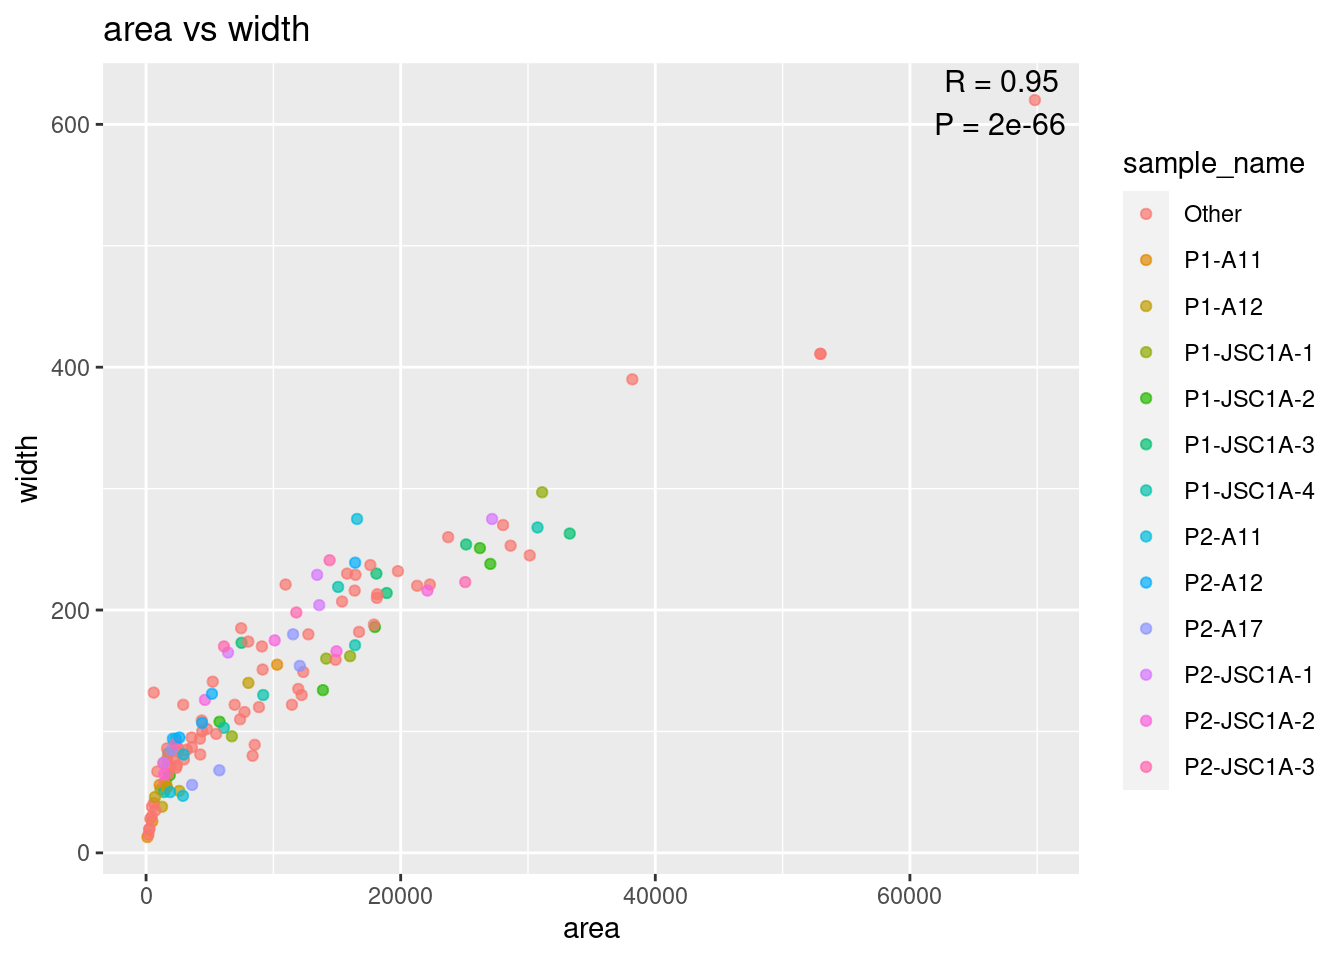 area vs width
R = 0.95
P = 2e-66
600
400
200
0
width
0 20000 40000 60000
area
sample_name
Other
P1-A11
P1-A12
P1-JSC1A-1
P1-JSC1A-2
P1-JSC1A-3
P1-JSC1A-4
P2-A11
P2-A12
P2-A17
P2-JSC1A-1
P2-JSC1A-2
P2-JSC1A-3